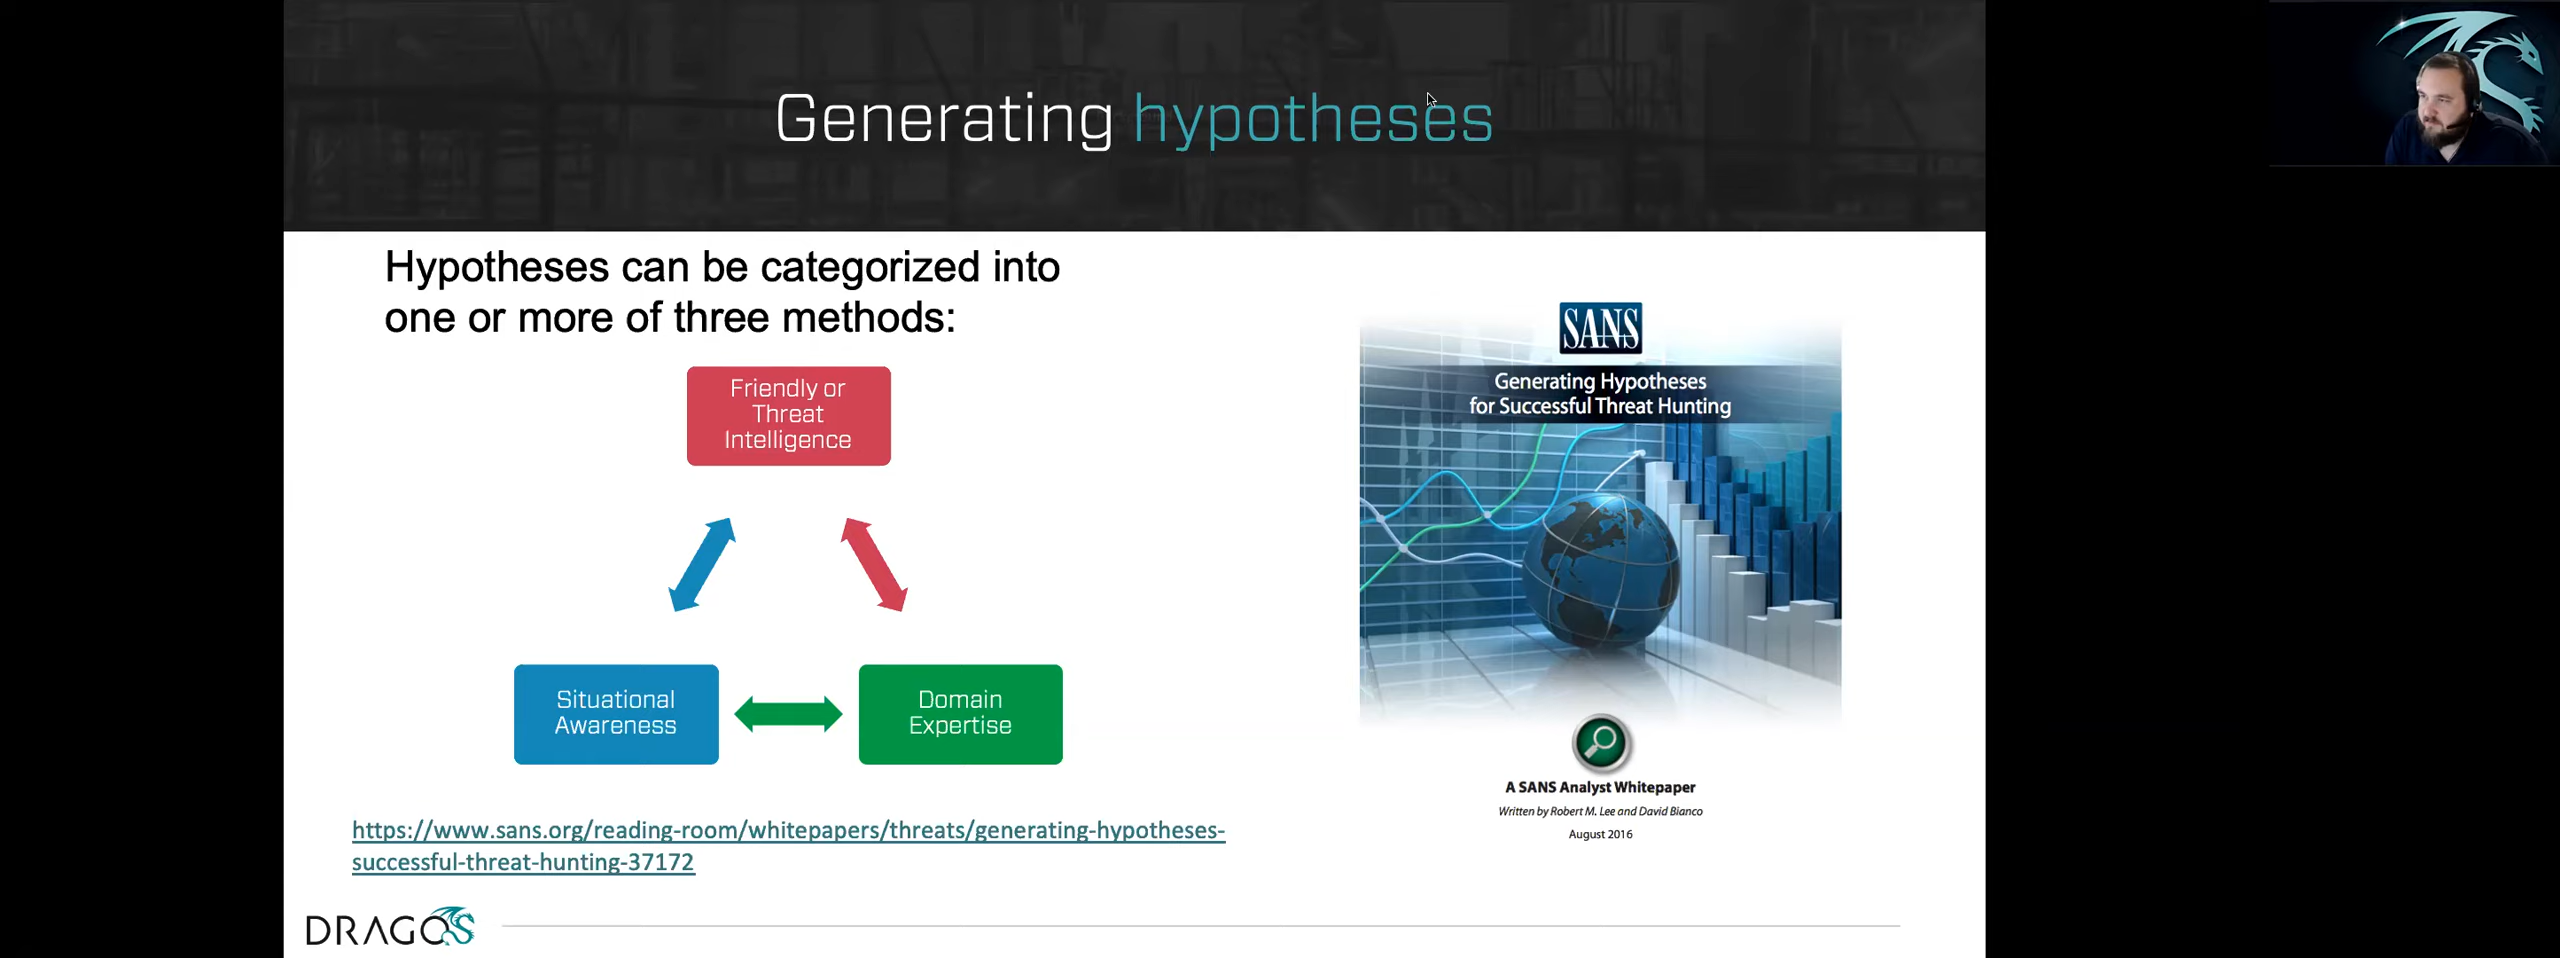 Generating hypotheses
Hypotheses can be categorized into
one or more of three methods:
Friendly or
Threat
Intelligence
Situational
Awareness
Domain
Expertise
https://www.sans.org/reading-room/whitepapers/threats/generating-hypotheses-
successful-threat-hunting-37172
SANS
Generating Hypotheses
for Successful Threat Hunting
A SANS Analyst Whitepaper
Written by Robert M. Lee and David Bianco
August 2016
DRAGOS